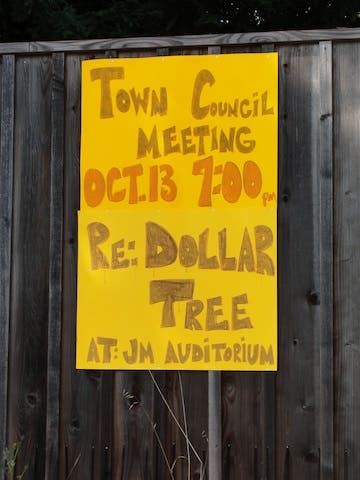 Town Council
MEETING
OCT.13 7:00 pm
RE: DOLLAR
TREE
AT: JM AUDITORIUM